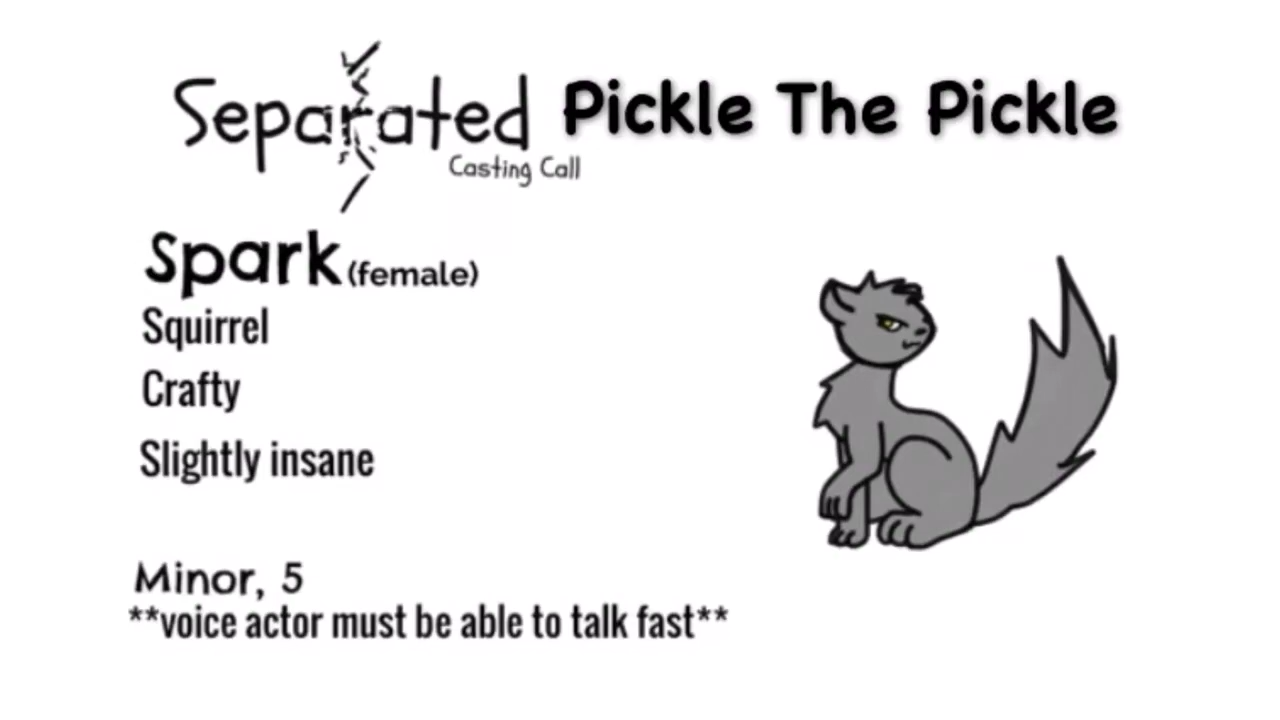 Separated Pickle The Pickle
Casting Call
Spark (female)
Squirrel
Crafty
Slightly insane
Minor, 5
**voice actor must be able to talk fast**